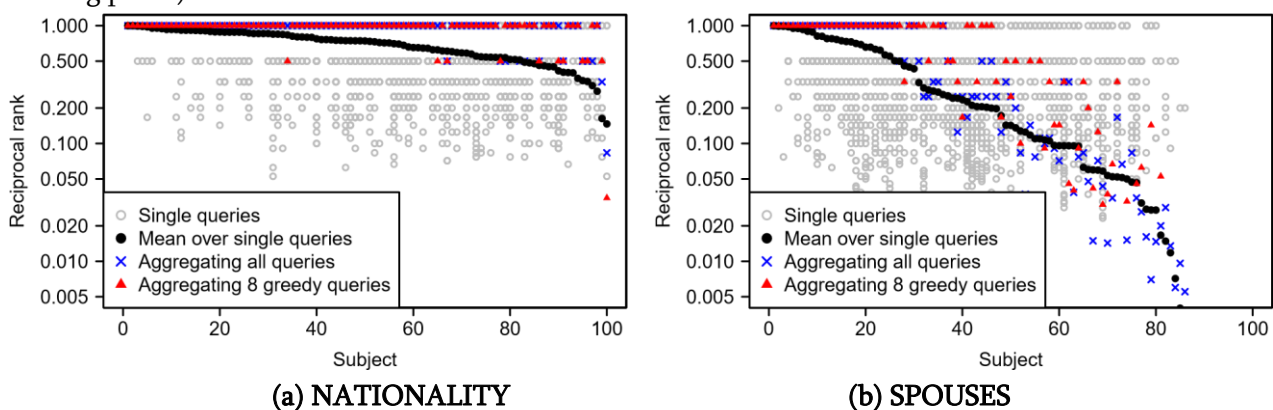 1.000
0.500
0.200
0.100
0.050
0.020
0.010
0.005
Reciprocal rank
Single queries
Mean over single queries
Aggregating all queries
Aggregating 8 greedy queries
0 20 40 60 80 100
Subject
(a) NATIONALITY
1.000
0.500
0.200
0.100
0.050
0.020
0.010
0.005
Reciprocal rank
Single queries
Mean over single queries
Aggregating all queries
Aggregating 8 greedy queries
0 20 40 60 80 100
Subject
(b) SPOUSES